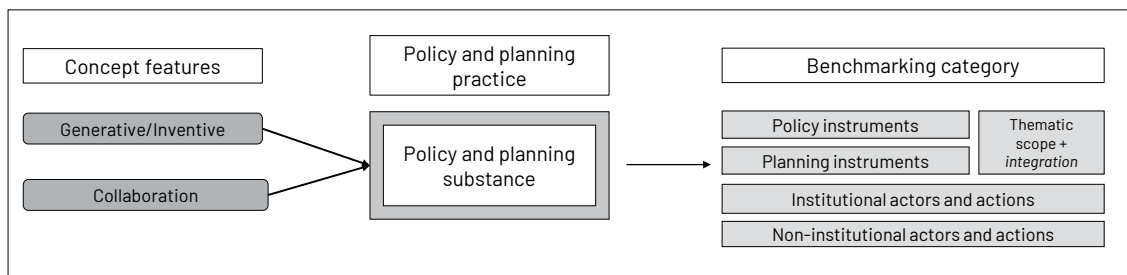 Concept features
Policy and planning
practice
Benchmarking category
Generative/Inventive
Collaboration
Policy and planning
substance
Policy instruments
Planning instruments
Thematic
scope +
integration
Institutional actors and actions
Non-institutional actors and actions